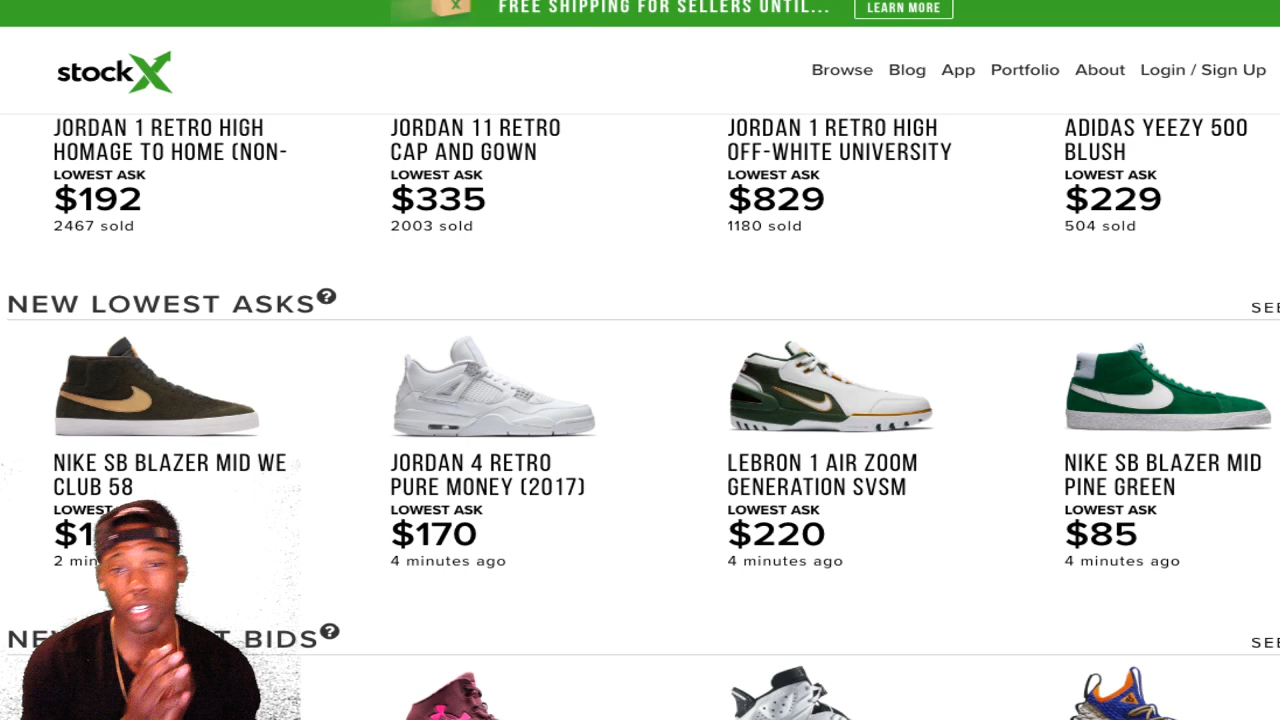 FREE SHIPPING FOR SELLERS UNTIL...
LEARN MORE
stockX
Browse Blog App Portfolio About Login / Sign Up
JORDAN 1 RETRO HIGH
HOMAGE TO HOME (NON-
LOWEST ASK
$192
2467 sold
JORDAN 11 RETRO
CAP AND GOWN
LOWEST ASK
$335
2003 sold
JORDAN 1 RETRO HIGH
OFF-WHITE UNIVERSITY
LOWEST ASK
$829
1180 sold
ADIDAS YEEZY 500
BLUSH
LOWEST ASK
$229
504 sold
NEW LOWEST ASKS?
SEE
NIKE SB BLAZER MID WE
CLUB 58
LOWEST
2 min
JORDAN 4 RETRO
PURE MONEY (2017)
LOWEST ASK
$170
4 minutes ago
LEBRON 1 AIR ZOOM
GENERATION SVSM
LOWEST ASK
$220
4 minutes ago
NIKE SB BLAZER MID
PINE GREEN
LOWEST ASK
$85
4 minutes ago
BIDS?
SEE